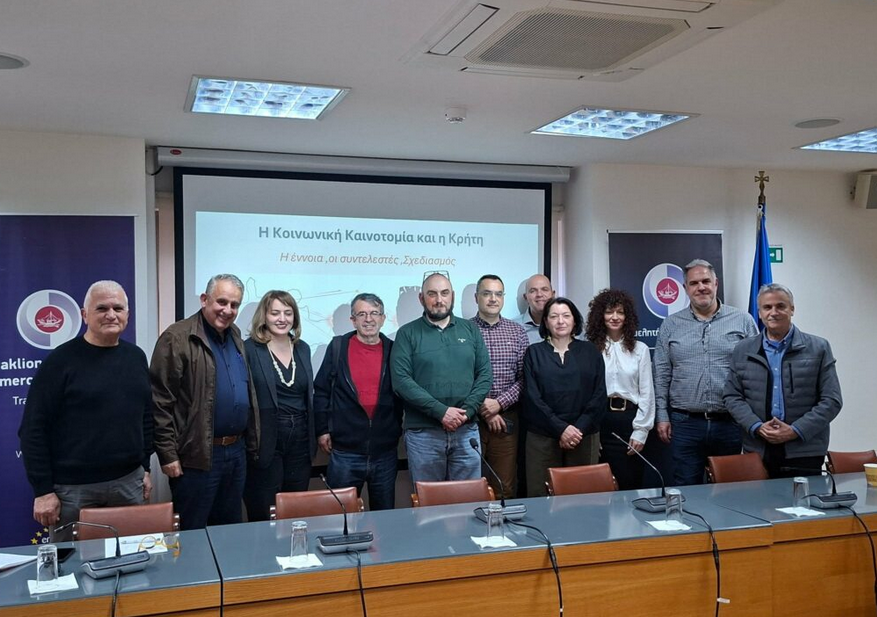 Η Κοινωνική Καινοτομία και η Κρήτη
Η έννοια ,οι συντελεστές ,Σχεδιασμός
aklion
merc
Tra